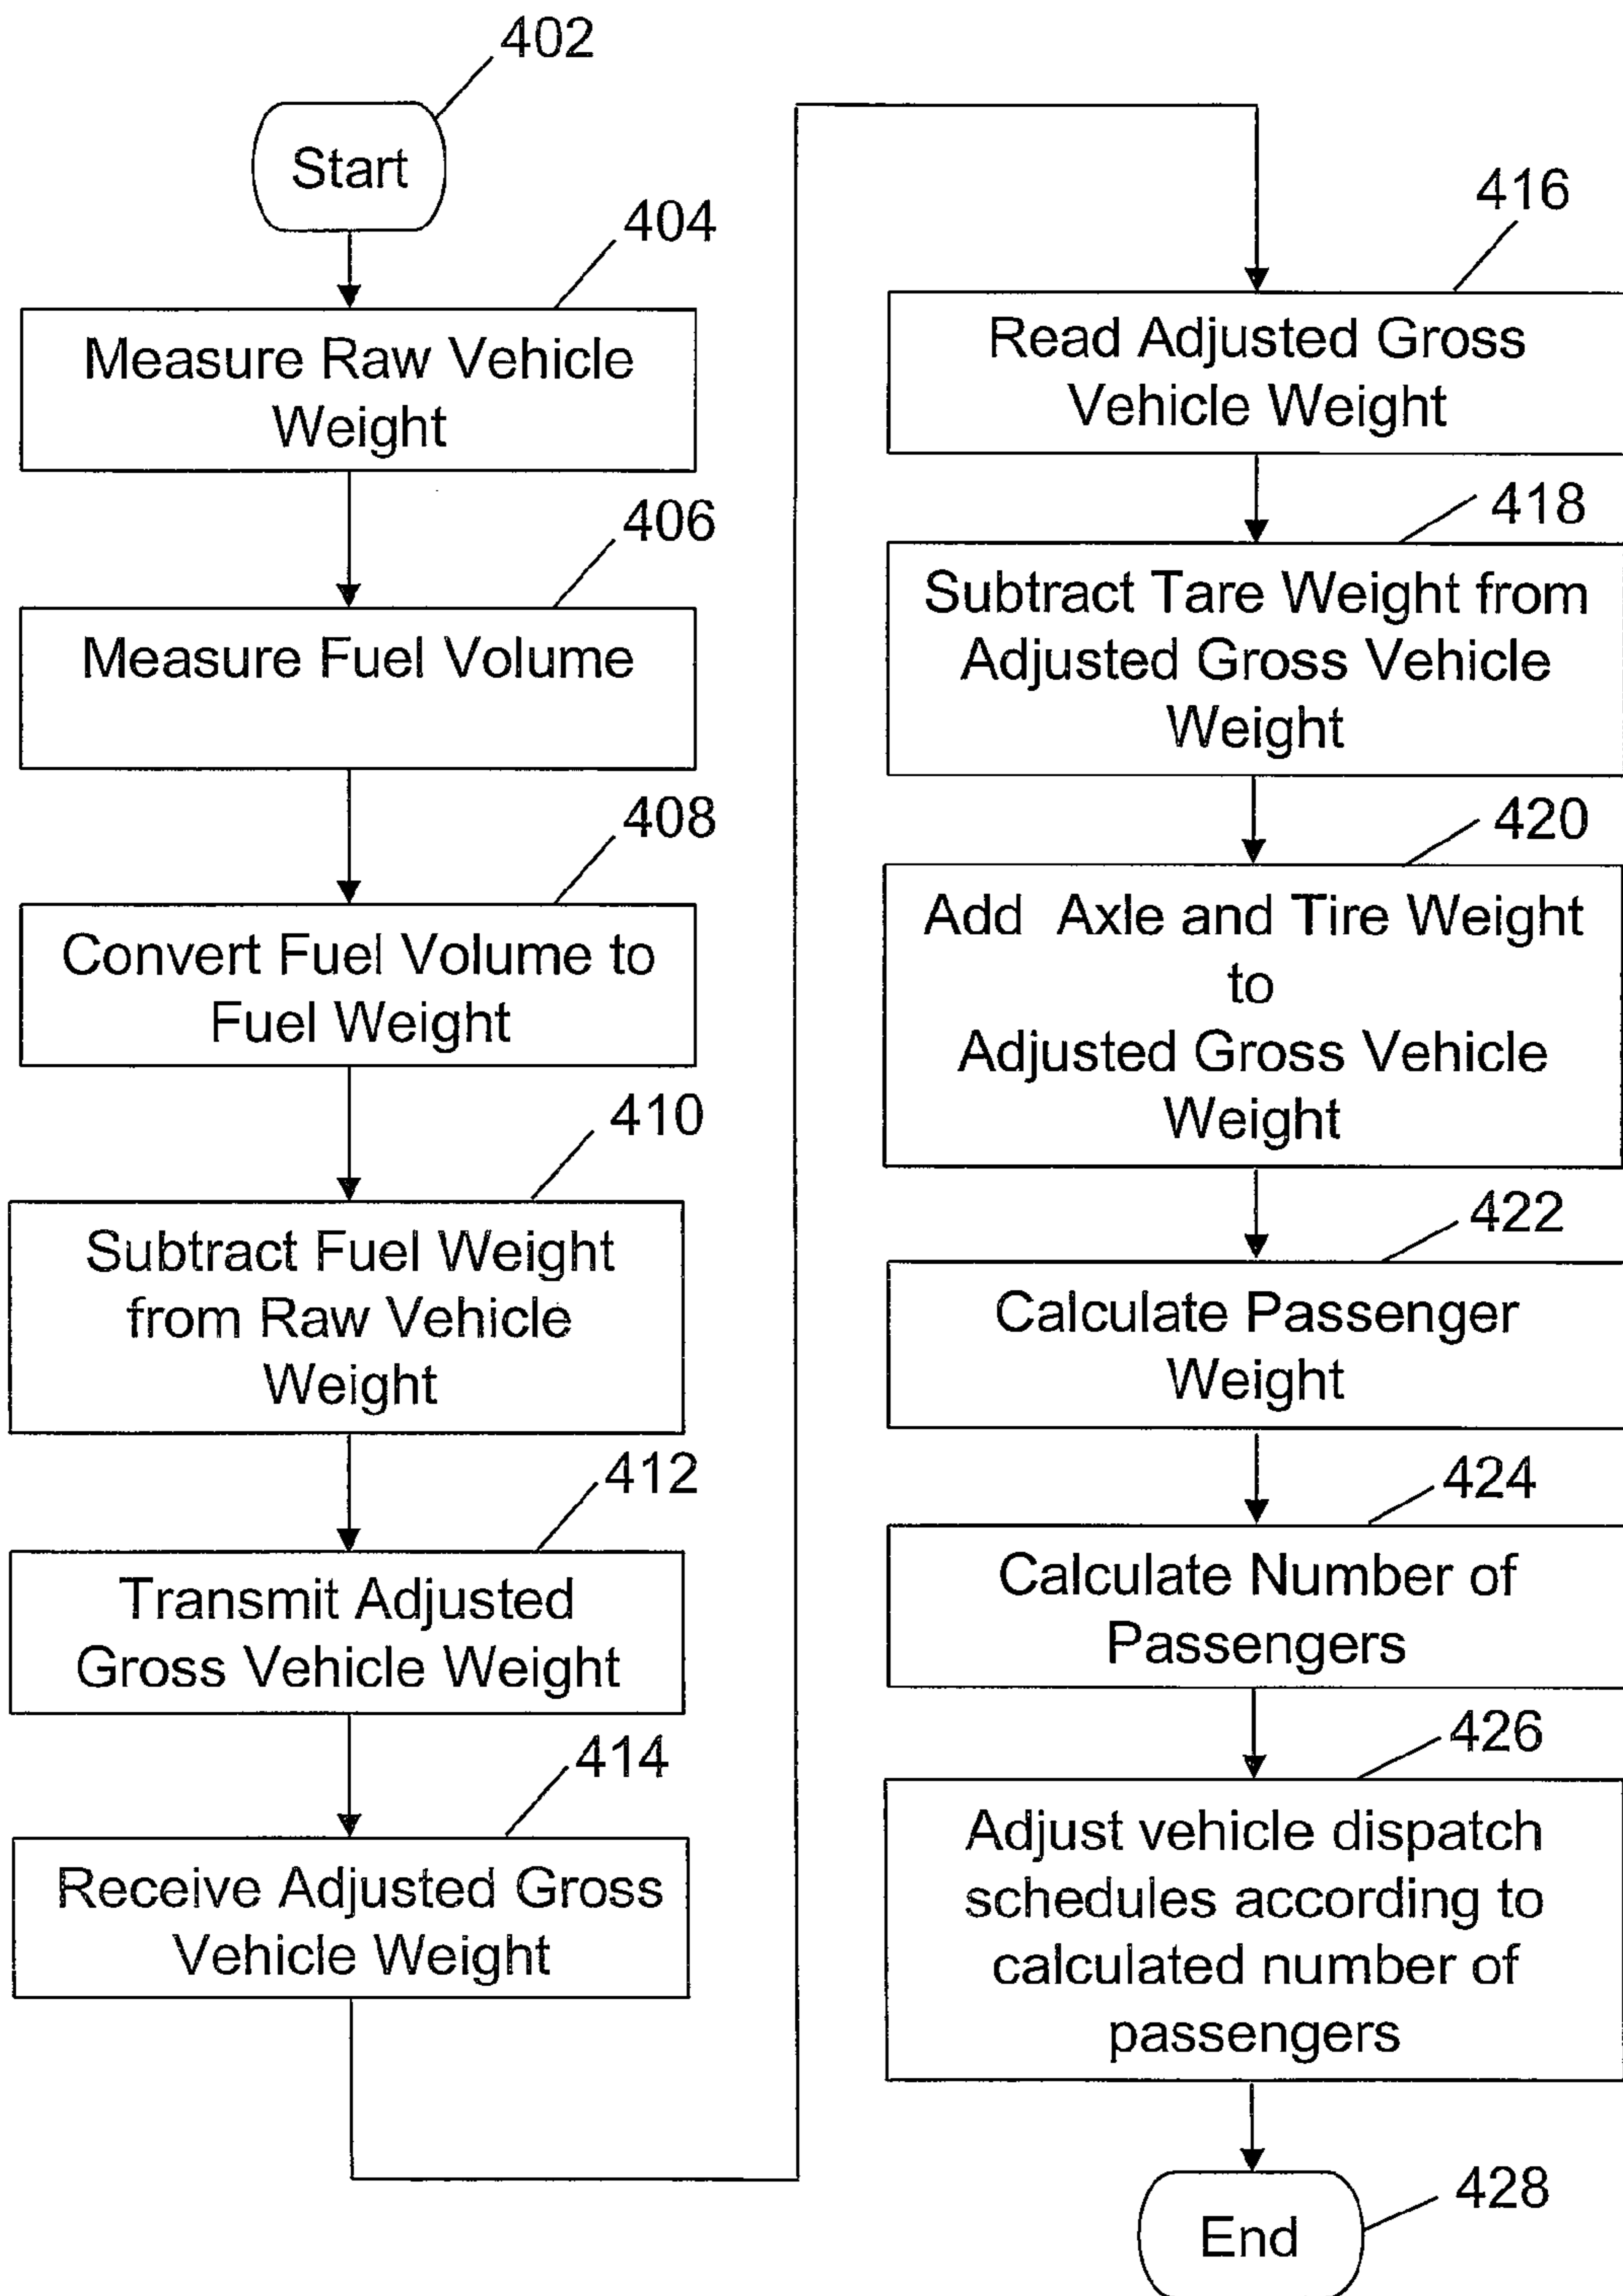 402
Start
404
Measure Raw Vehicle
Weight
406
Measure Fuel Volume
408
Convert Fuel Volume to
Fuel Weight
410
Subtract Fuel Weight
from Raw Vehicle
Weight
412
Transmit Adjusted
Gross Vehicle Weight
414
Receive Adjusted Gross
Vehicle Weight
416
Read Adjusted Gross
Vehicle Weight
418
Subtract Tare Weight from
Adjusted Gross Vehicle
Weight
420
Add Axle and Tire Weight
to
Adjusted Gross Vehicle
Weight
422
Calculate Passenger
Weight
424
Calculate Number of
Passengers
426
Adjust vehicle dispatch
schedules according to
calculated number of
passengers
428
End